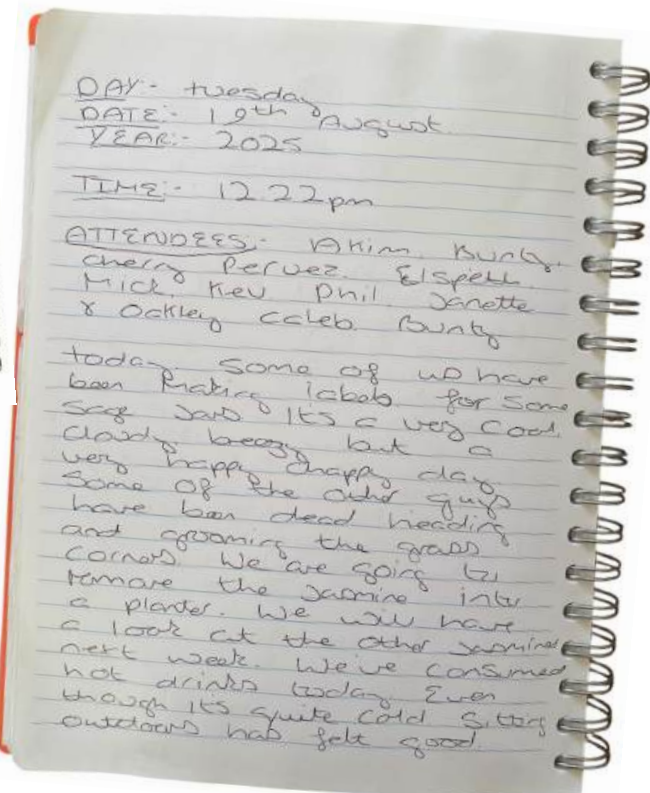 DAY:- tuesday
DATE:- 19th August.
YEAR:- 2025
TIME:- 12.22pm
ATTENDEES:- Akim. Bunty.
cherry Pervez. Elspeth.
Mick. Kev Phil Janette
& Ockley caleb. Bunty
today some of us have
been making labels for some
sage jars Its a very cool
cloudy breezy but a
very happy chappy day
Some of the other guys
have been dead heading
and grooming the grass
corners. We are going to
remove the jasmine into
a planter. We will have
a look at the other jasmines
next week. We've consumed
hot drinks today. Even
though its quite cold sitting
outdoors has felt good.